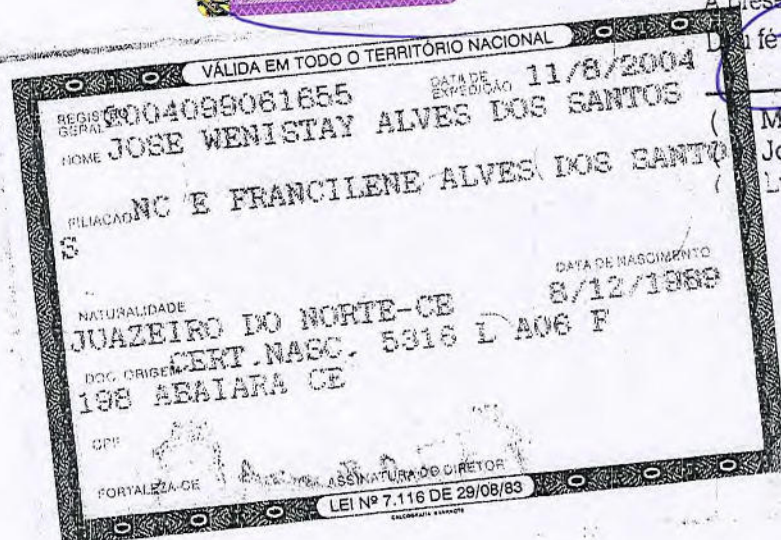 VÁLIDA EM TODO O TERRITÓRIO NACIONAL
REGISTRO GERAL 2004099061655 DATA DE EXPEDIÇÃO 11/8/2004
NOME JOSE WENISTAY ALVES DOS SANTOS
FILIAÇÃO NC E FRANCILENE ALVES DOS SANTO
S
NATURALIDADE DATA DE NASCIMENTO
JUAZEIRO DO NORTE-CE 8/12/1989
DOC. ORIGEM CERT.NASC. 5316 L A06 F
198 ABAIARA CE
CPF
FORTALEZA-CE
ASSINATURA DO DIRETOR
LEI Nº 7.116 DE 29/08/83
fé
M
Jo